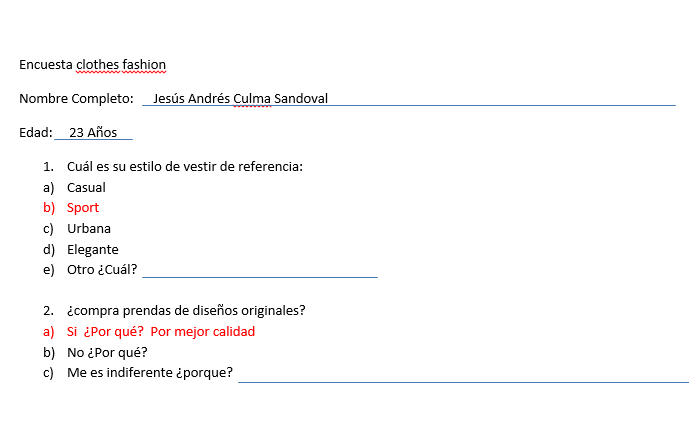 Encuesta clothes fashion
Nombre Completo: Jesús Andrés Culma Sandoval
Edad: 23 Años
1. Cuál es su estilo de vestir de referencia:
a) Casual
b) Sport
c) Urbana
d) Elegante
e) Otro ¿Cuál?
2. ¿compra prendas de diseños originales?
a) Si ¿Por qué? Por mejor calidad
b) No ¿Por qué?
c) Me es indiferente ¿porque?